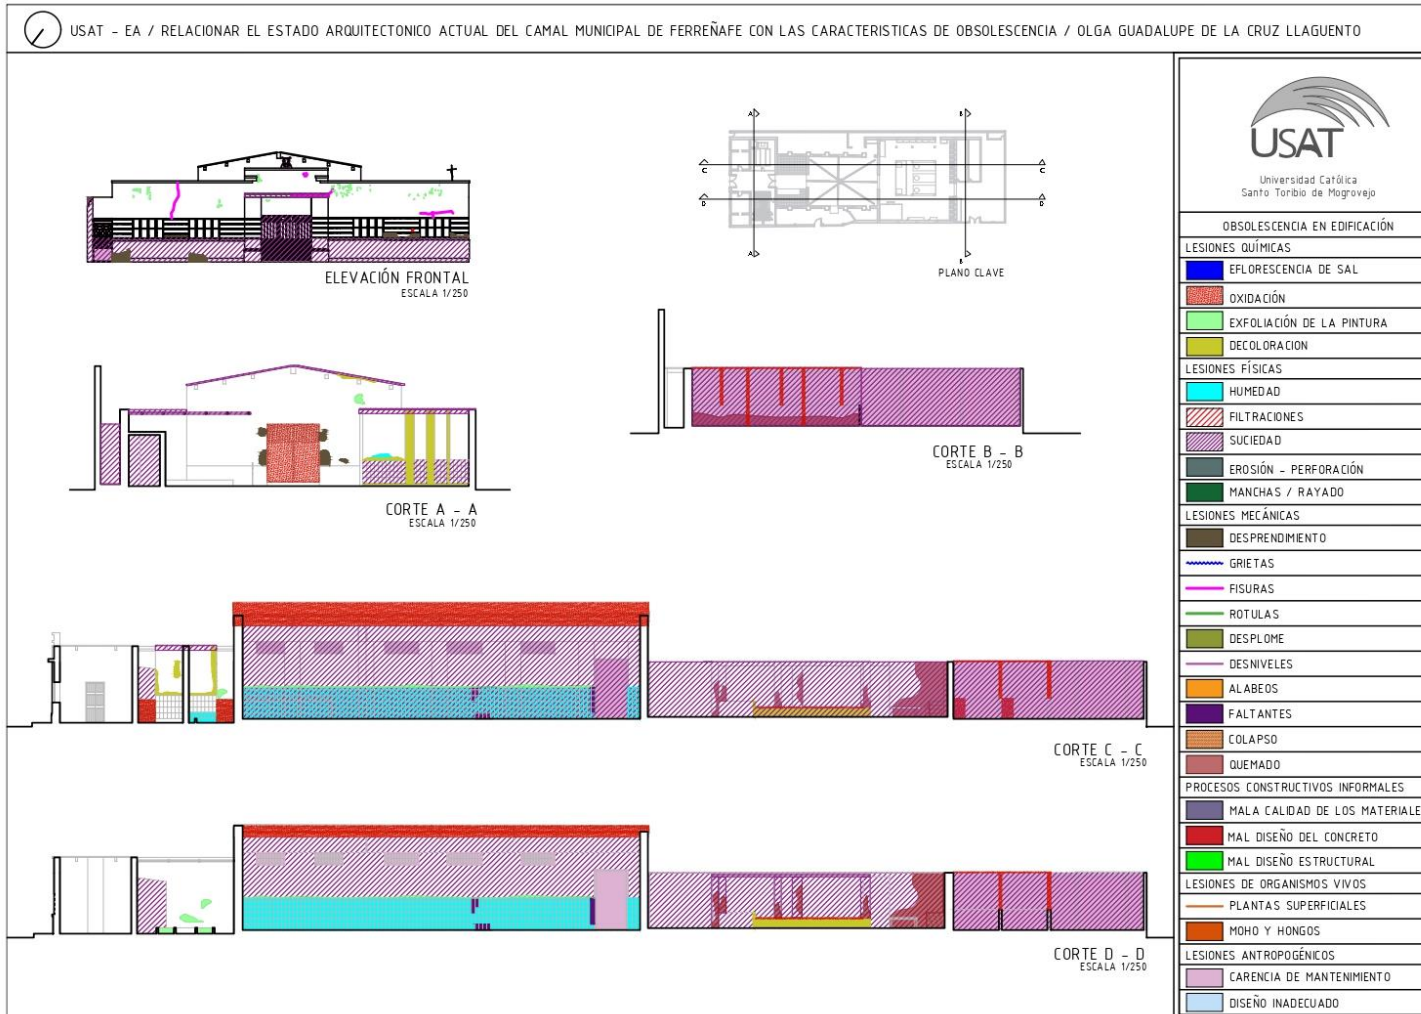 USAT - EA / RELACIONAR EL ESTADO ARQUITECTONICO ACTUAL DEL CAMAL MUNICIPAL DE FERREÑAFE CON LAS CARACTERISTICAS DE OBSOLESCENCIA / OLGA GUADALUPE DE LA CRUZ LLAGUENTO
ELEVACIÓN FRONTAL
ESCALA 1/250
A
B
C
C
D
D
A
B
PLANO CLAVE
CORTE A - A
ESCALA 1/250
CORTE B - B
ESCALA 1/250
CORTE C - C
ESCALA 1/250
CORTE D - D
ESCALA 1/250
USAT
Universidad Católica
Santo Toribio de Mogrovejo
OBSOLESCENCIA EN EDIFICACIÓN
LESIONES QUÍMICAS
EFLORESCENCIA DE SAL
OXIDACIÓN
EXFOLIACIÓN DE LA PINTURA
DECOLORACION
LESIONES FÍSICAS
HUMEDAD
FILTRACIONES
SUCIEDAD
EROSIÓN - PERFORACIÓN
MANCHAS / RAYADO
LESIONES MECÁNICAS
DESPRENDIMIENTO
GRIETAS
FISURAS
ROTULAS
DESPLOME
DESNIVELES
ALABEOS
FALTANTES
COLAPSO
QUEMADO
PROCESOS CONSTRUCTIVOS INFORMALES
MALA CALIDAD DE LOS MATERIALE
MAL DISEÑO DEL CONCRETO
MAL DISEÑO ESTRUCTURAL
LESIONES DE ORGANISMOS VIVOS
PLANTAS SUPERFICIALES
MOHO Y HONGOS
LESIONES ANTROPOGÉNICOS
CARENCIA DE MANTENIMIENTO
DISEÑO INADECUADO